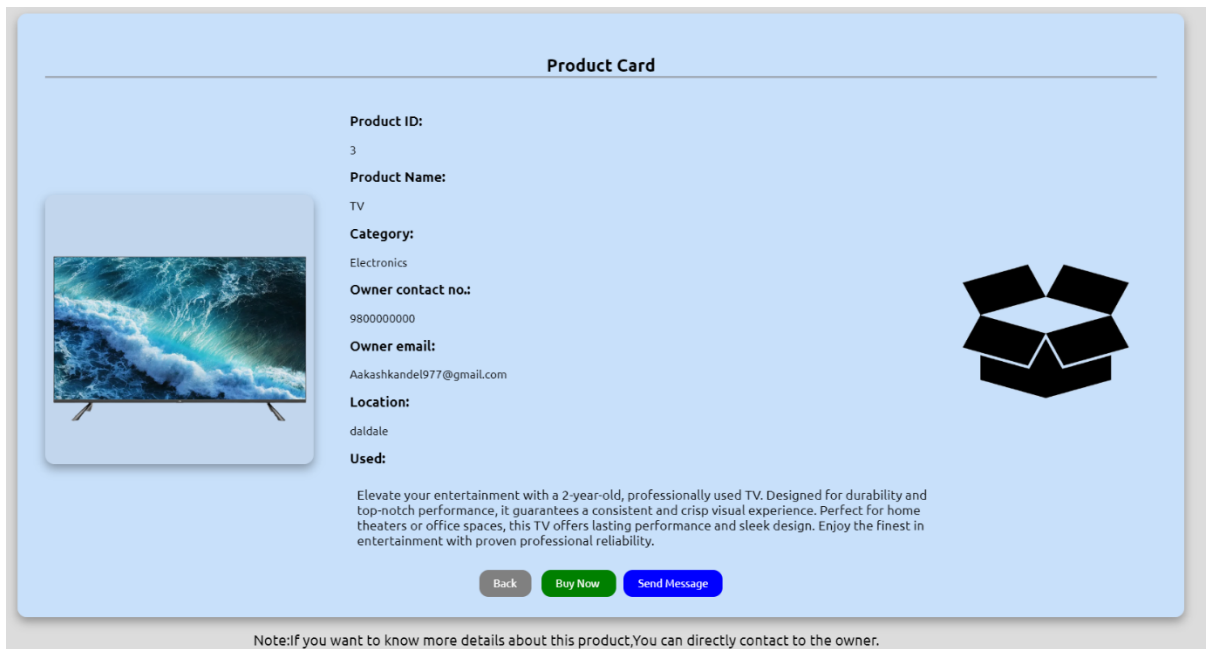 Product Card
Product ID:
3
Product Name:
TV
Category:
Electronics
Owner contact no.:
9800000000
Owner email:
Aakashkandel977@gmail.com
Location:
daldale
Used:
Elevate your entertainment with a 2-year-old, professionally used TV. Designed for durability and
top-notch performance, it guarantees a consistent and crisp visual experience. Perfect for home
theaters or office spaces, this TV offers lasting performance and sleek design. Enjoy the finest in
entertainment with proven professional reliability.
Back
Buy Now
Send Message
Note:If you want to know more details about this product,You can directly contact to the owner.